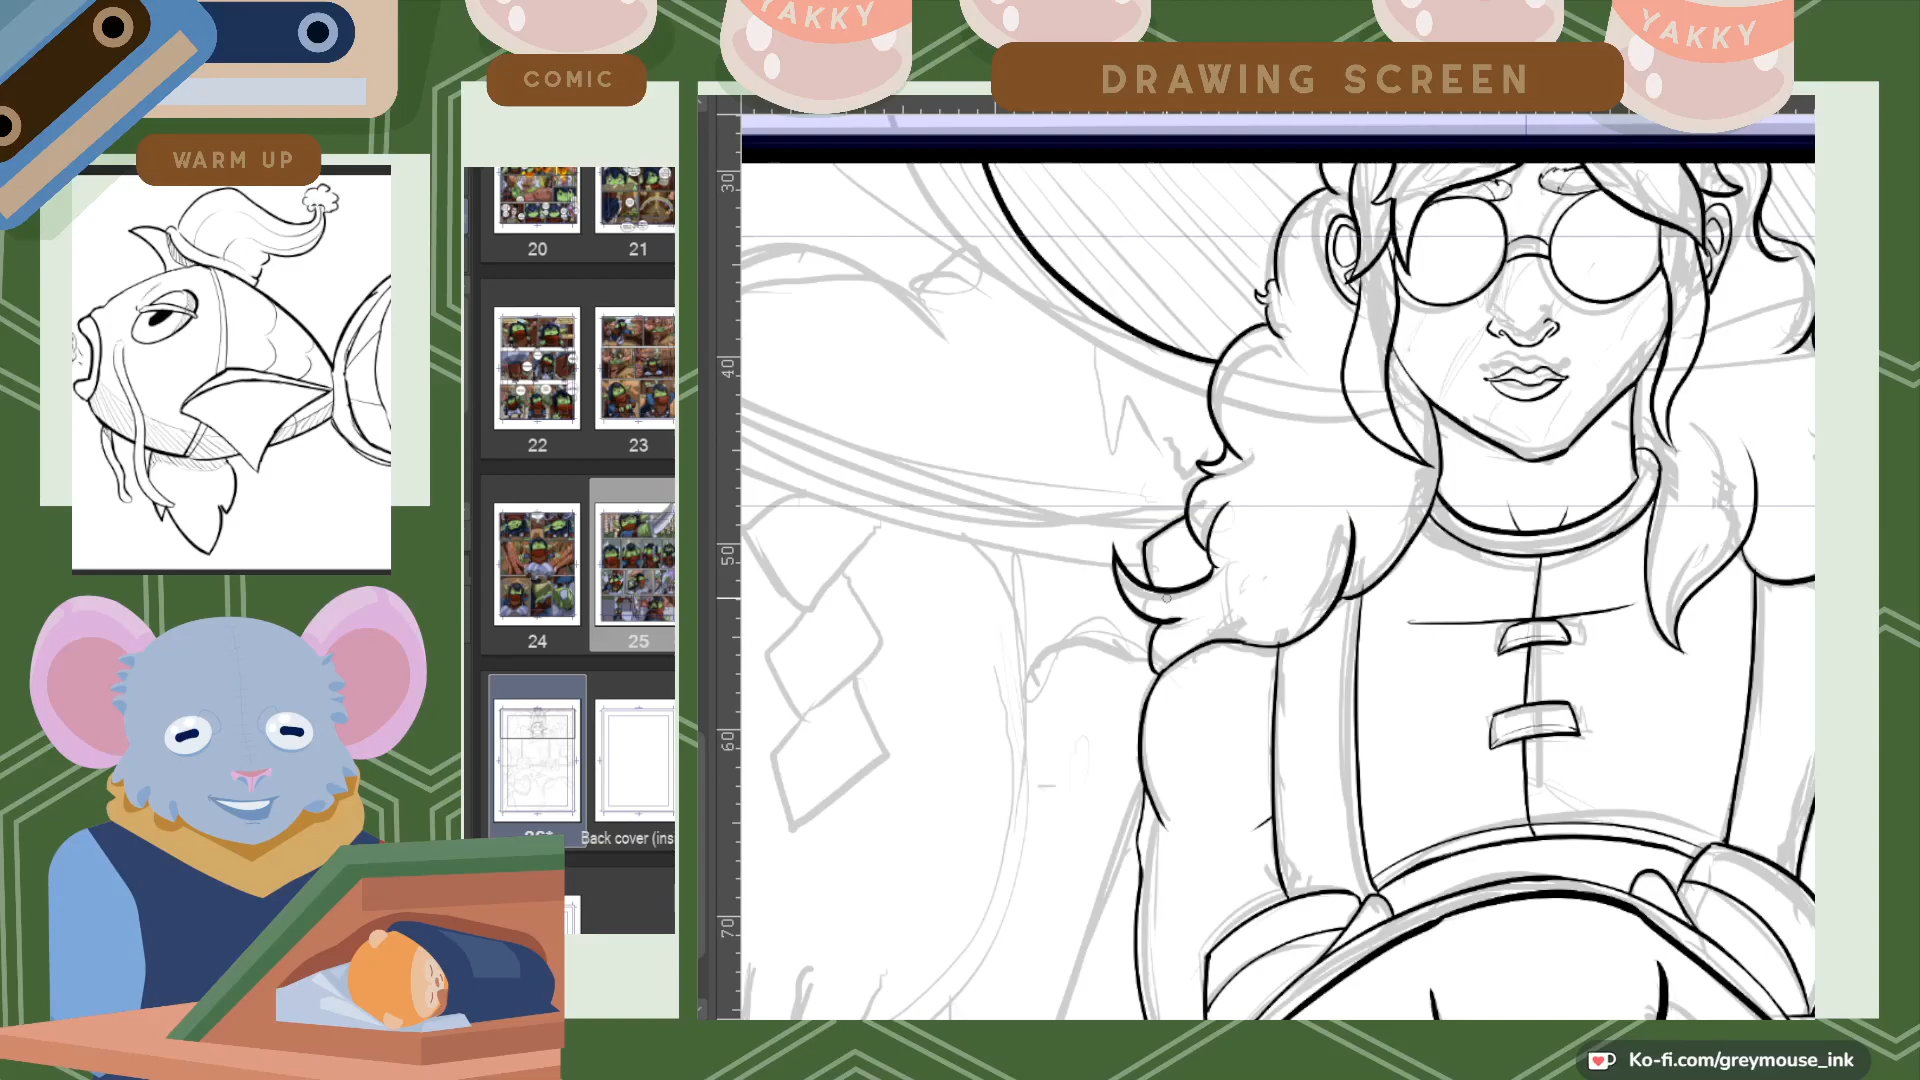 YAKKY
YAKKY
COMIC
DRAWING SCREEN
WARM UP
20
21
22
23
24
25
Back cover (ins
30
40
50
60
70
Ko-fi.com/greymouse_ink